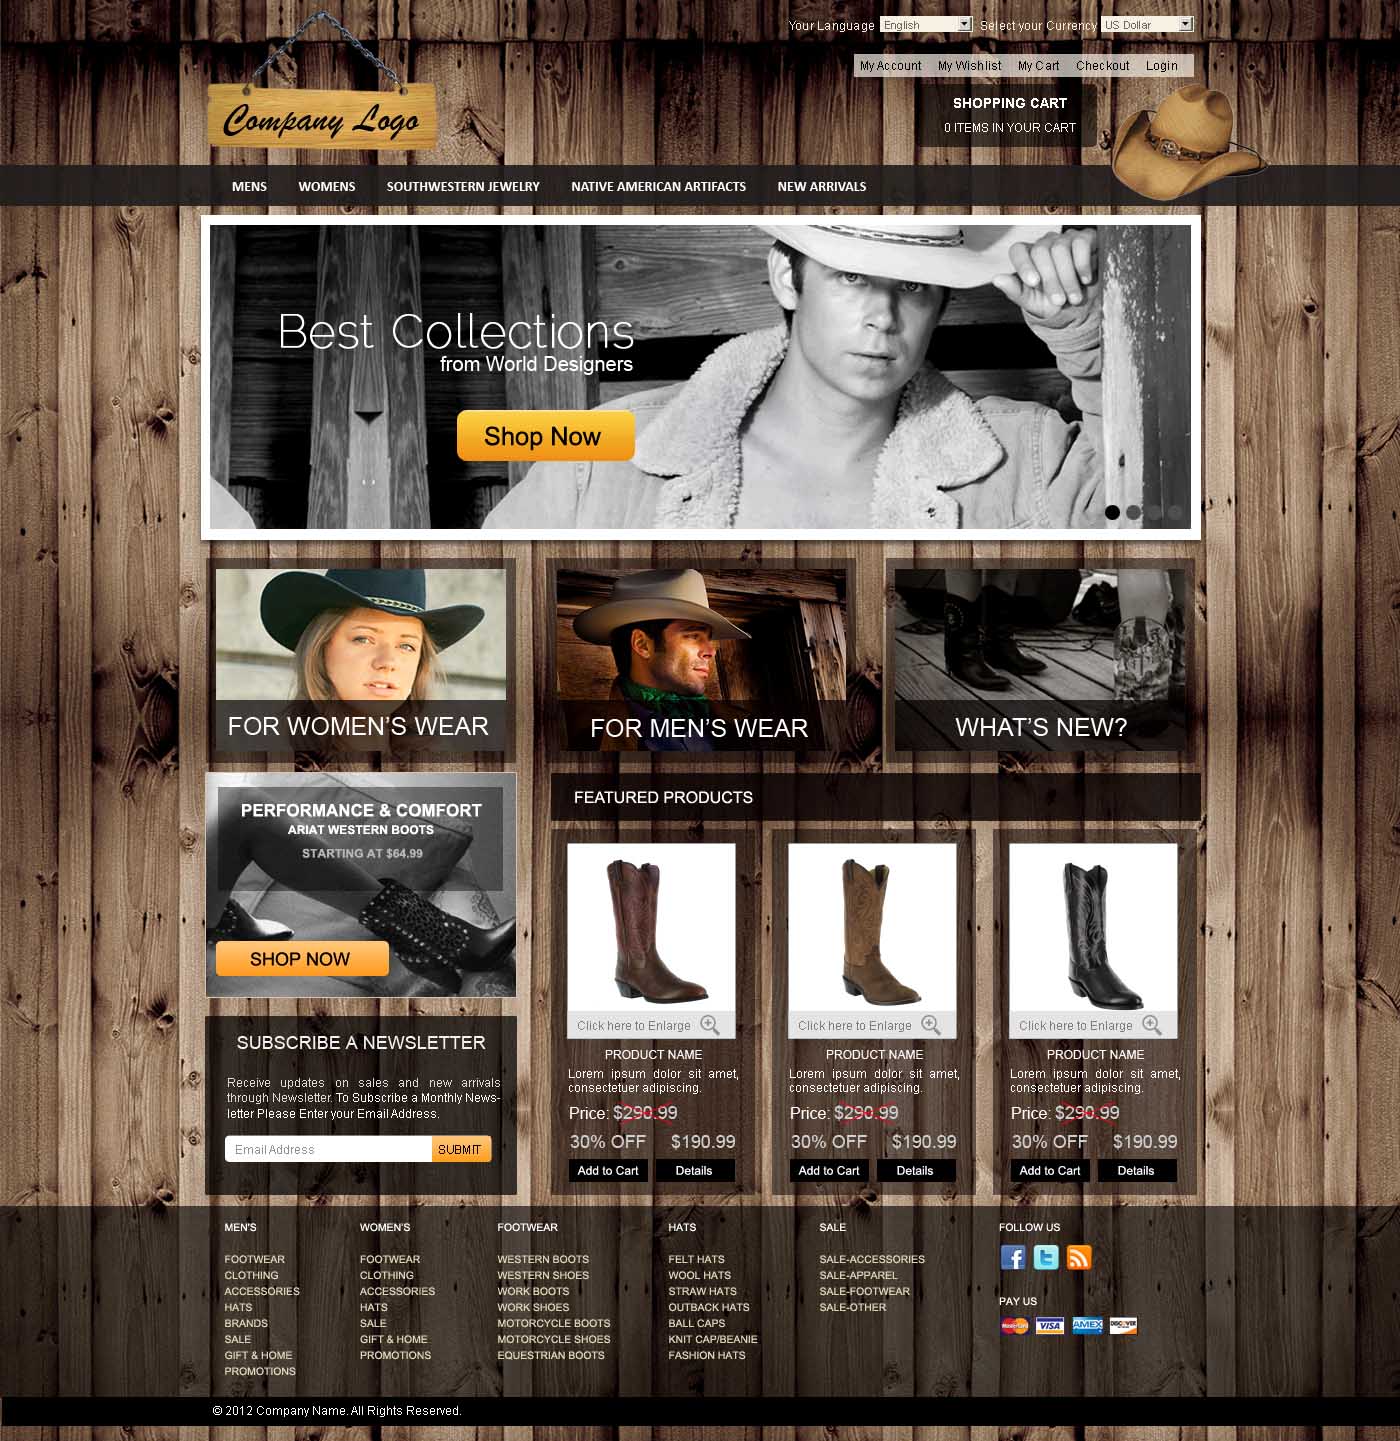 Your Language English Select your Currency US Dollar
My Account My Wishlist My Cart Checkout Login
Company Logo
SHOPPING CART
0 ITEMS IN YOUR CART
MENS WOMENS SOUTHWESTERN JEWELRY NATIVE AMERICAN ARTIFACTS NEW ARRIVALS
Best Collections
from World Designers
Shop Now
FOR WOMEN'S WEAR
FOR MEN'S WEAR
WHAT'S NEW?
PERFORMANCE & COMFORT
ARIAT WESTERN BOOTS
STARTING AT $64.99
SHOP NOW
SUBSCRIBE A NEWSLETTER
Receive updates on sales and new arrivals
through Newsletter. To Subscribe a Monthly News-
letter Please Enter your Email Address.
Email Address SUBMIT
FEATURED PRODUCTS
Click here to Enlarge
PRODUCT NAME
Lorem ipsum dolor sit amet,
consectetuer adipiscing.
Price: $290.99
30% OFF $190.99
Add to Cart Details
Click here to Enlarge
PRODUCT NAME
Lorem ipsum dolor sit amet,
consectetuer adipiscing.
Price: $290.99
30% OFF $190.99
Add to Cart Details
Click here to Enlarge
PRODUCT NAME
Lorem ipsum dolor sit amet,
consectetuer adipiscing.
Price: $290.99
30% OFF $190.99
Add to Cart Details
MEN'S
FOOTWEAR
CLOTHING
ACCESSORIES
HATS
BRANDS
SALE
GIFT & HOME
PROMOTIONS
WOMEN'S
FOOTWEAR
CLOTHING
ACCESSORIES
HATS
SALE
GIFT & HOME
PROMOTIONS
FOOTWEAR
WESTERN BOOTS
WESTERN SHOES
WORK BOOTS
WORK SHOES
MOTORCYCLE BOOTS
MOTORCYCLE SHOES
EQUESTRIAN BOOTS
HATS
FELT HATS
WOOL HATS
STRAW HATS
OUTBACK HATS
BALL CAPS
KNIT CAP/BEANIE
FASHION HATS
SALE
SALE-ACCESSORIES
SALE-APPAREL
SALE-FOOTWEAR
SALE-OTHER
FOLLOW US
f t
PAY US
MasterCard VISA AMEX DISCOVER
© 2012 Company Name. All Rights Reserved.